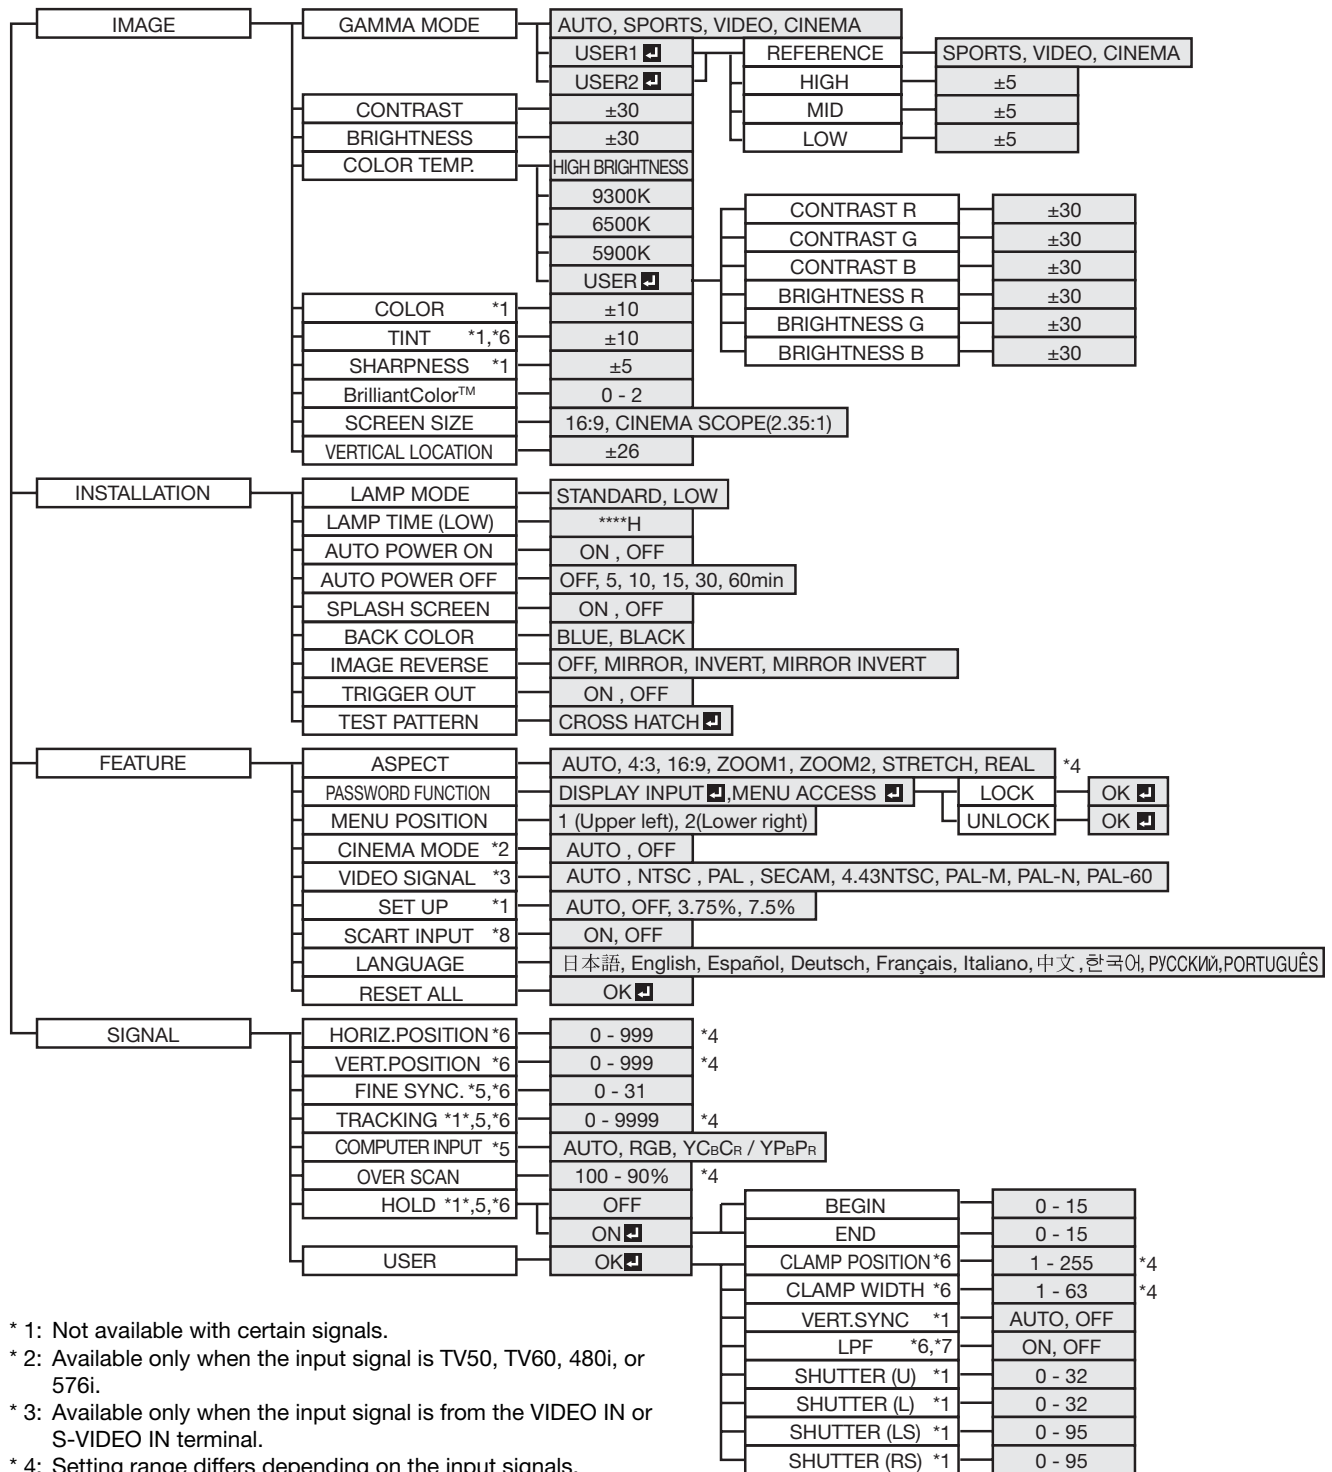 IMAGE GAMMA MODE AUTO, SPORTS, VIDEO, CINEMA
USER1 REFERENCE SPORTS, VIDEO, CINEMA
USER2 HIGH ±5
CONTRAST ±30 MID ±5
BRIGHTNESS ±30 LOW ±5
COLOR TEMP. HIGH BRIGHTNESS
9300K CONTRAST R ±30
6500K CONTRAST G ±30
5900K CONTRAST B ±30
USER BRIGHTNESS R ±30
COLOR *1 ±10 BRIGHTNESS G ±30
TINT *1,*6 ±10 BRIGHTNESS B ±30
SHARPNESS *1 ±5
BrilliantColor™ 0 - 2
SCREEN SIZE 16:9, CINEMA SCOPE(2.35:1)
VERTICAL LOCATION ±26
INSTALLATION LAMP MODE STANDARD, LOW
LAMP TIME (LOW) ****H
AUTO POWER ON ON , OFF
AUTO POWER OFF OFF, 5, 10, 15, 30, 60min
SPLASH SCREEN ON , OFF
BACK COLOR BLUE, BLACK
IMAGE REVERSE OFF, MIRROR, INVERT, MIRROR INVERT
TRIGGER OUT ON , OFF
TEST PATTERN CROSS HATCH
FEATURE ASPECT AUTO, 4:3, 16:9, ZOOM1, ZOOM2, STRETCH, REAL *4
PASSWORD FUNCTION DISPLAY INPUT ,MENU ACCESS LOCK OK
MENU POSITION 1 (Upper left), 2(Lower right) UNLOCK OK
CINEMA MODE *2 AUTO , OFF
VIDEO SIGNAL *3 AUTO , NTSC , PAL , SECAM, 4.43NTSC, PAL-M, PAL-N, PAL-60
SET UP *1 AUTO, OFF, 3.75%, 7.5%
SCART INPUT *8 ON, OFF
LANGUAGE 日本語, English, Español, Deutsch, Français, Italiano, 中文 ,한국어, РУССКИЙ,PORTUGUÊS
RESET ALL OK
SIGNAL HORIZ.POSITION *6 0 - 999 *4
VERT.POSITION *6 0 - 999 *4
FINE SYNC. *5,*6 0 - 31
TRACKING *1*,5,*6 0 - 9999 *4
COMPUTER INPUT *5 AUTO, RGB, YCBCR / YPBPR
OVER SCAN 100 - 90% *4
HOLD *1*,5,*6 OFF BEGIN 0 - 15
ON END 0 - 15
USER OK CLAMP POSITION *6 1 - 255 *4
CLAMP WIDTH *6 1 - 63 *4
VERT.SYNC *1 AUTO, OFF
LPF *6,*7 ON, OFF
SHUTTER (U) *1 0 - 32
SHUTTER (L) *1 0 - 32
SHUTTER (LS) *1 0 - 95
SHUTTER (RS) *1 0 - 95
* 1: Not available with certain signals.
* 2: Available only when the input signal is TV50, TV60, 480i, or
576i.
* 3: Available only when the input signal is from the VIDEO IN or
S-VIDEO IN terminal.
* 4: Setting range differs depending on the input signals.